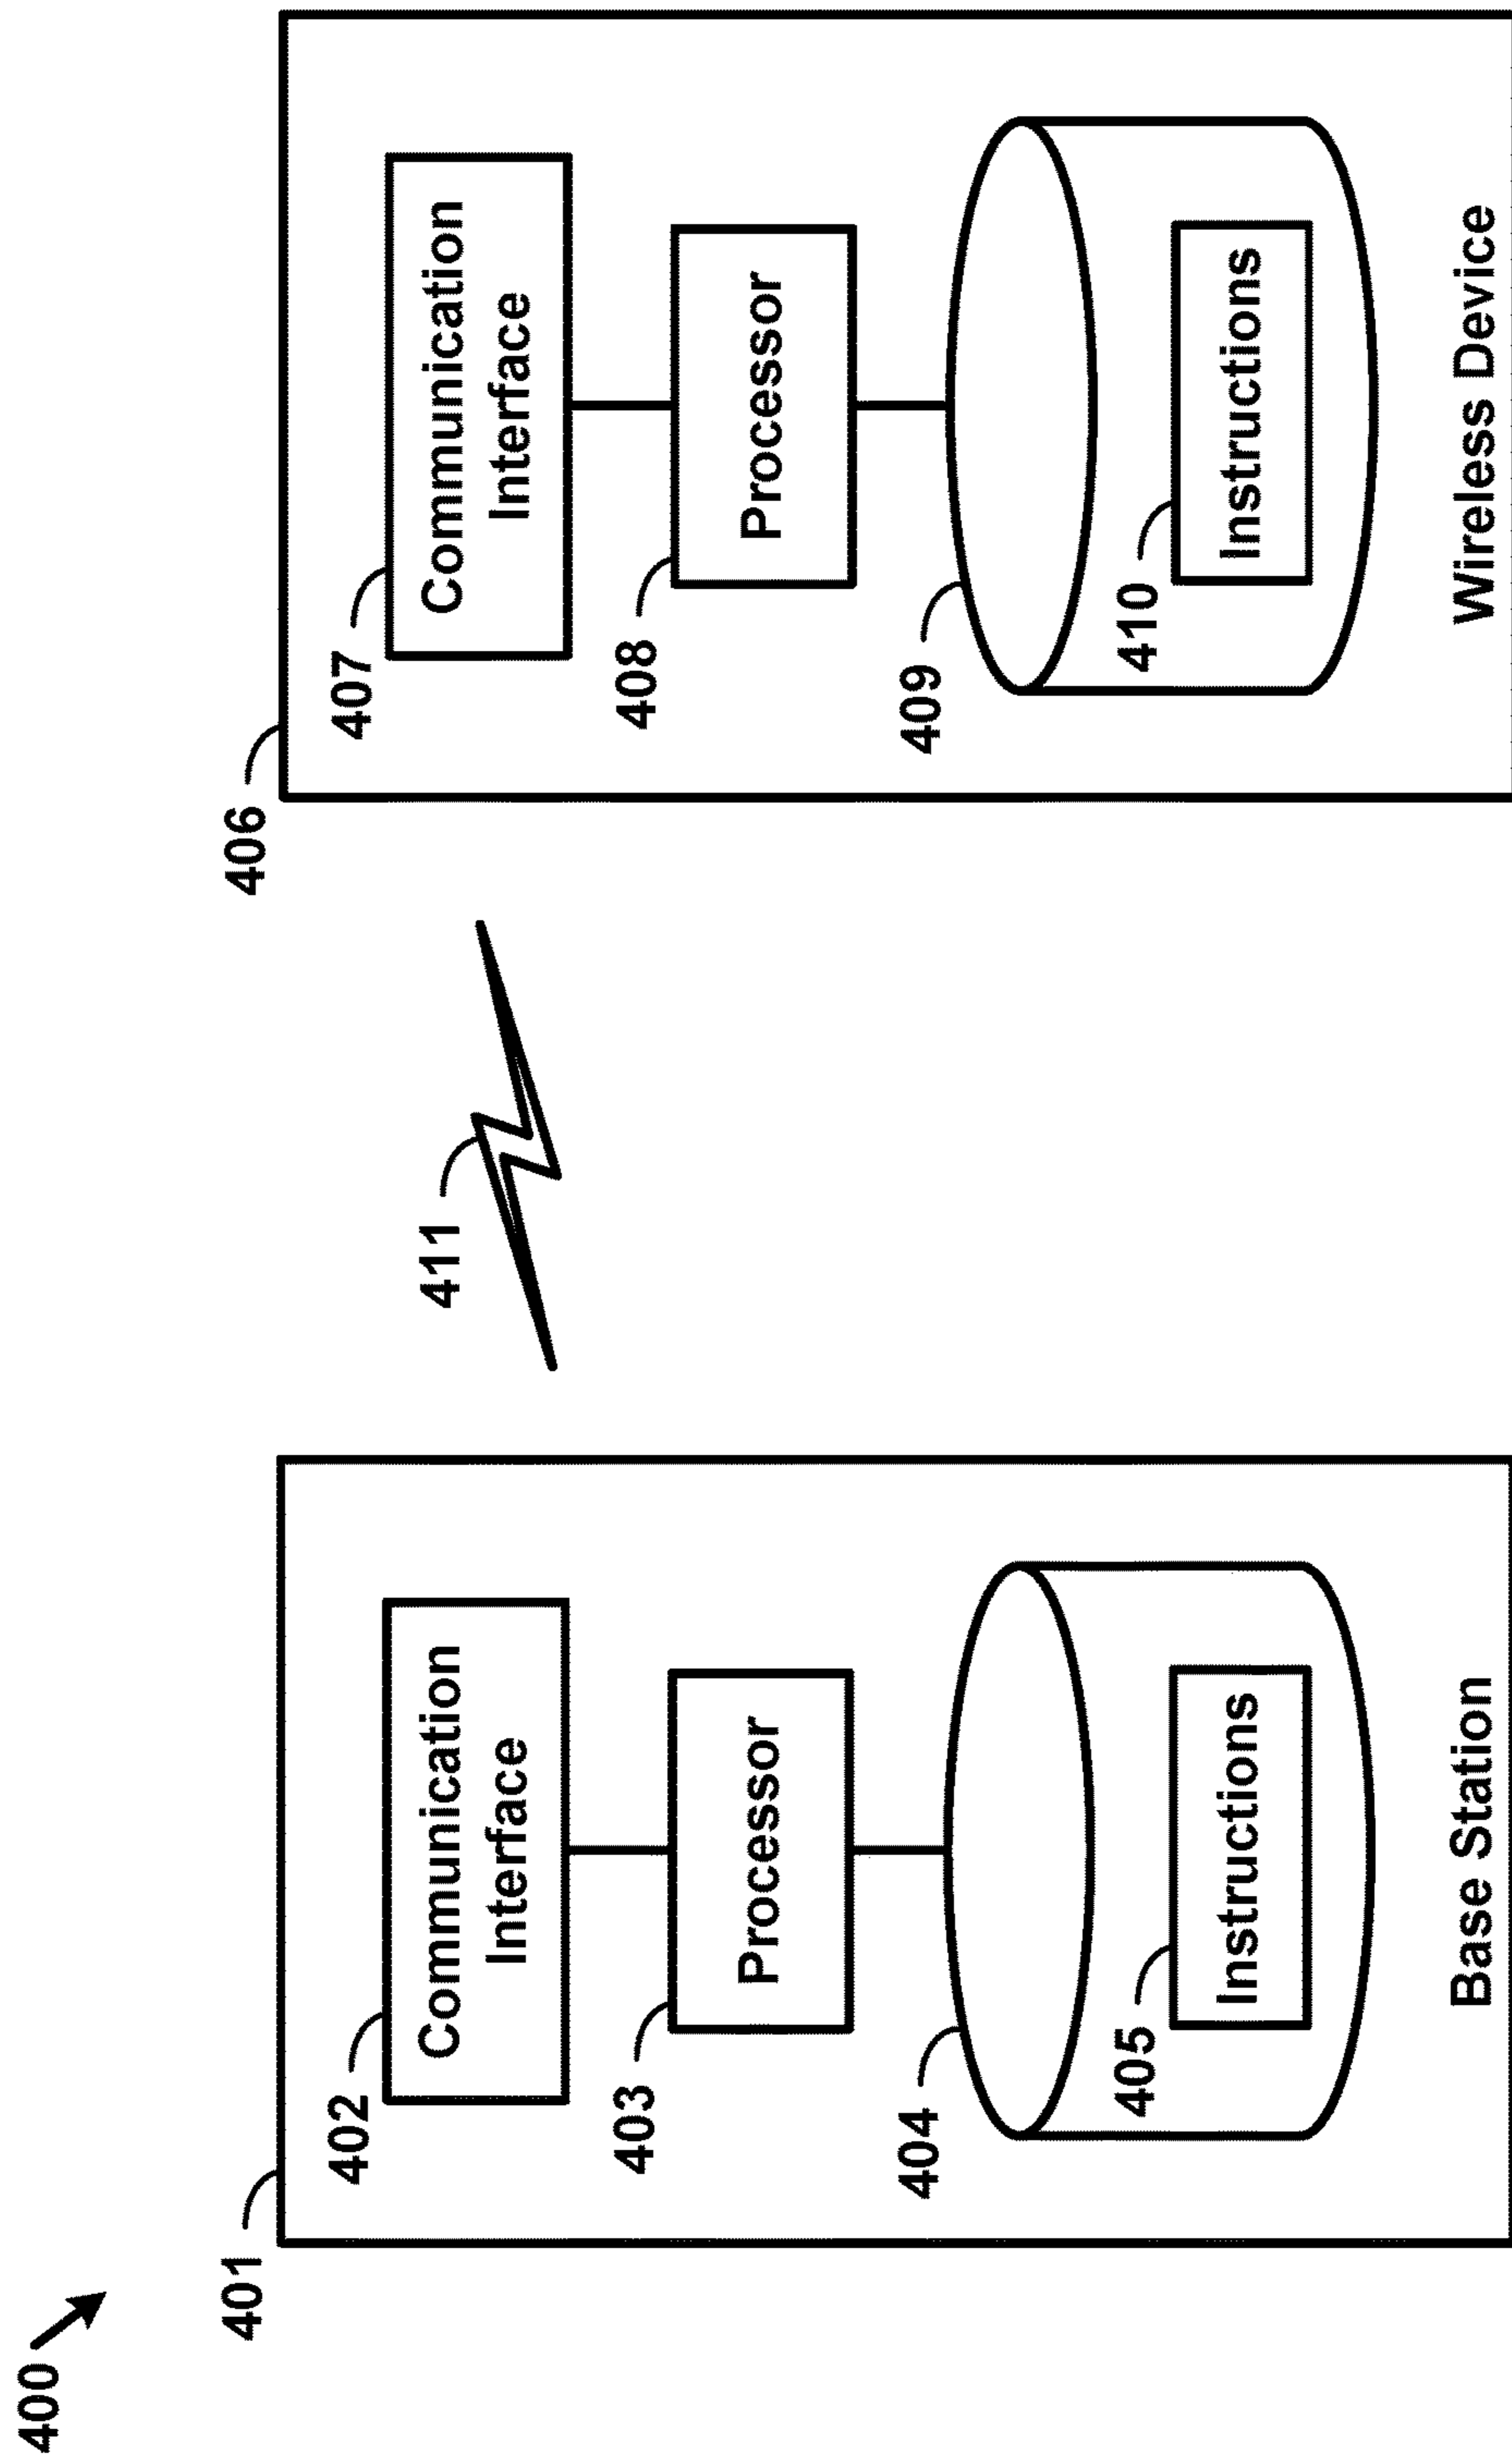 400
401
402
Communication
Interface
403
Processor
404
405
Instructions
Base Station
411
406
407
Communication
Interface
408
Processor
409
410
Instructions
Wireless Device